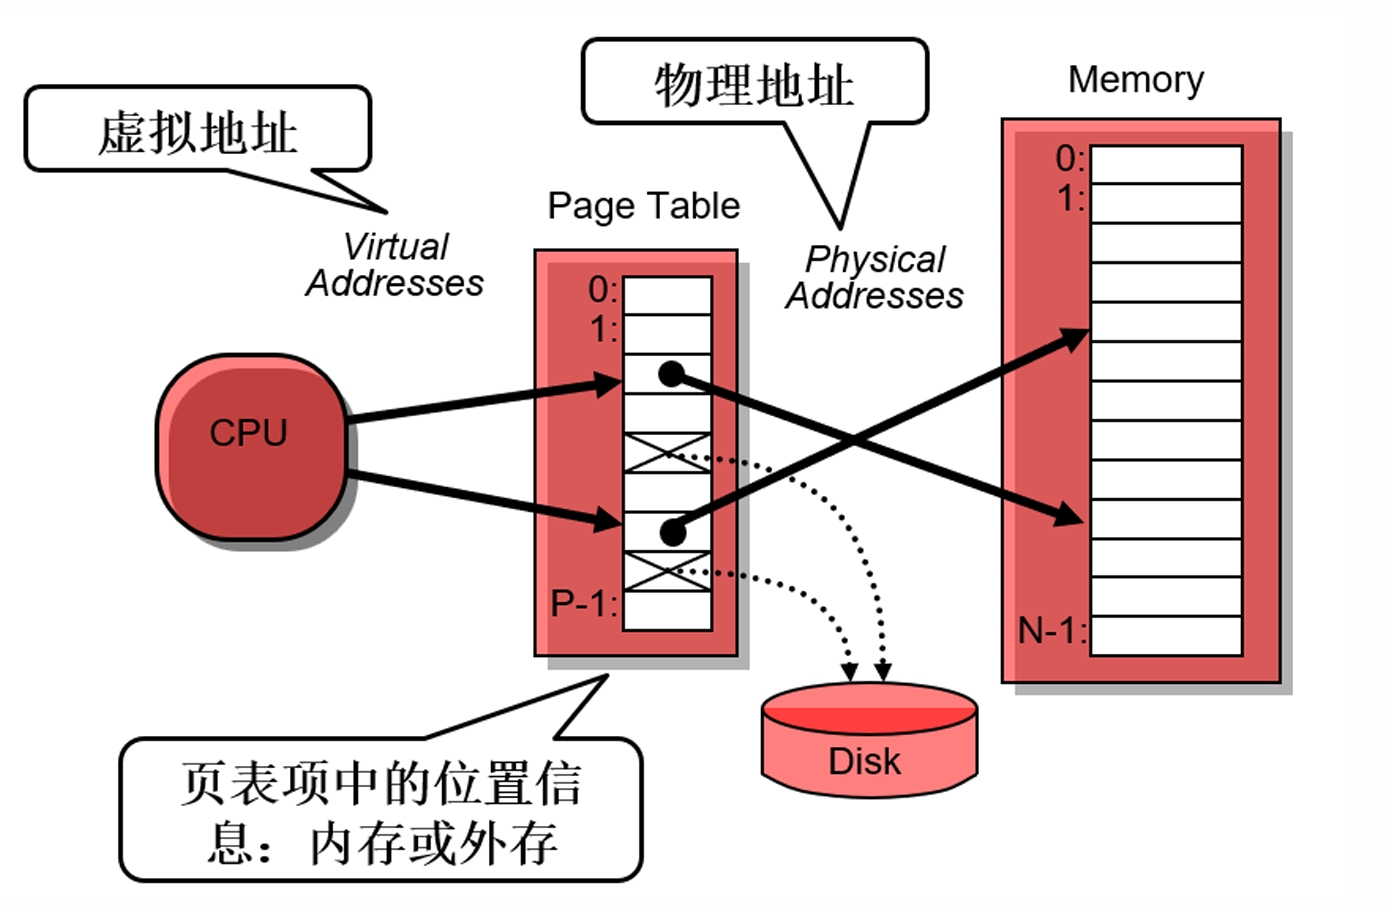 物理地址
Memory
虚拟地址
0:
1:
Page Table
Virtual
Addresses
Physical
Addresses
0:
1:
CPU
P-1:
N-1:
Disk
页表项中的位置信
息：内存或外存